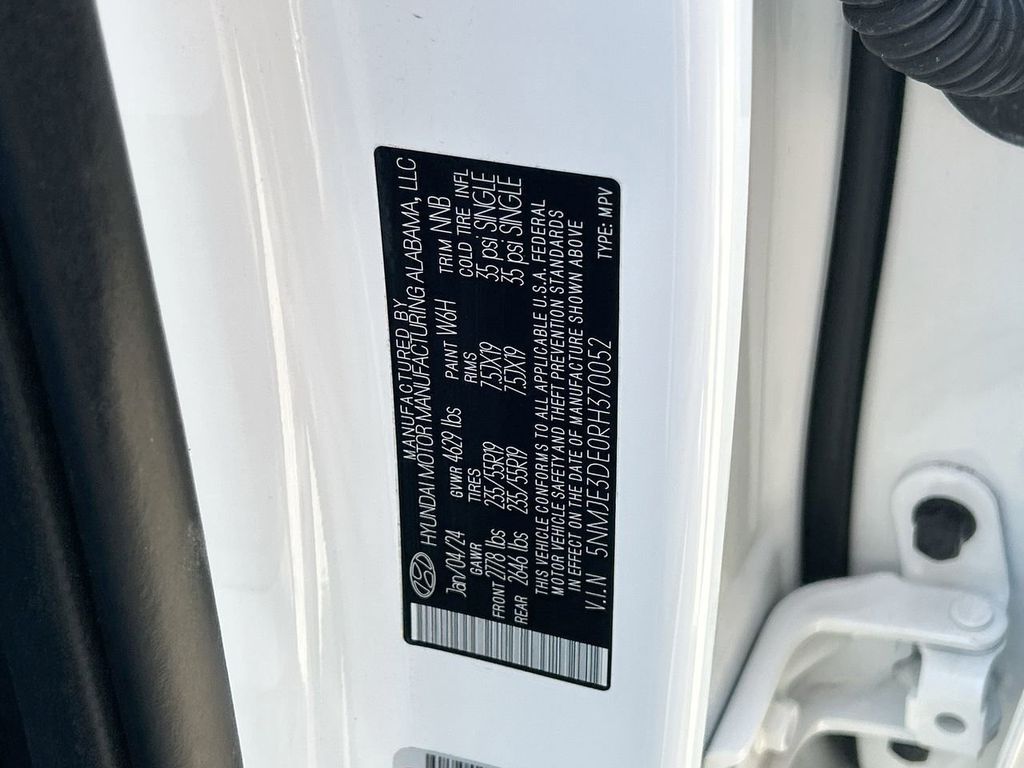 MANUFACTURED BY
HYUNDAI MOTOR MANUFACTURING ALABAMA, LLC
Jan/04/24 GVWR 4629 lbs PAINT W6H TRIM NNB
GAWR TIRES RIMS COLD TIRE INFL
FRONT 2778 lbs 235/55R19 7.5JX19 35 psi SINGLE
REAR 2646 lbs 235/55R19 7.5JX19 35 psi SINGLE
THIS VEHICLE CONFORMS TO ALL APPLICABLE U.S.A. FEDERAL
MOTOR VEHICLE SAFETY AND THEFT PREVENTION STANDARDS
IN EFFECT ON THE DATE OF MANUFACTURE SHOWN ABOVE
V.I.N 5NMJE3DE0RH370052 TYPE: MPV